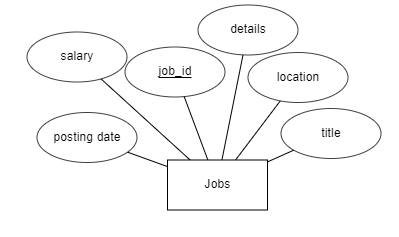 details
salary
job_id
location
posting date
title
Jobs